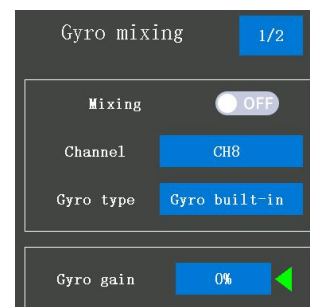 Gyro mixing 1/2
Mixing OFF
Channel CH8
Gyro type Gyro built-in
Gyro gain 0%